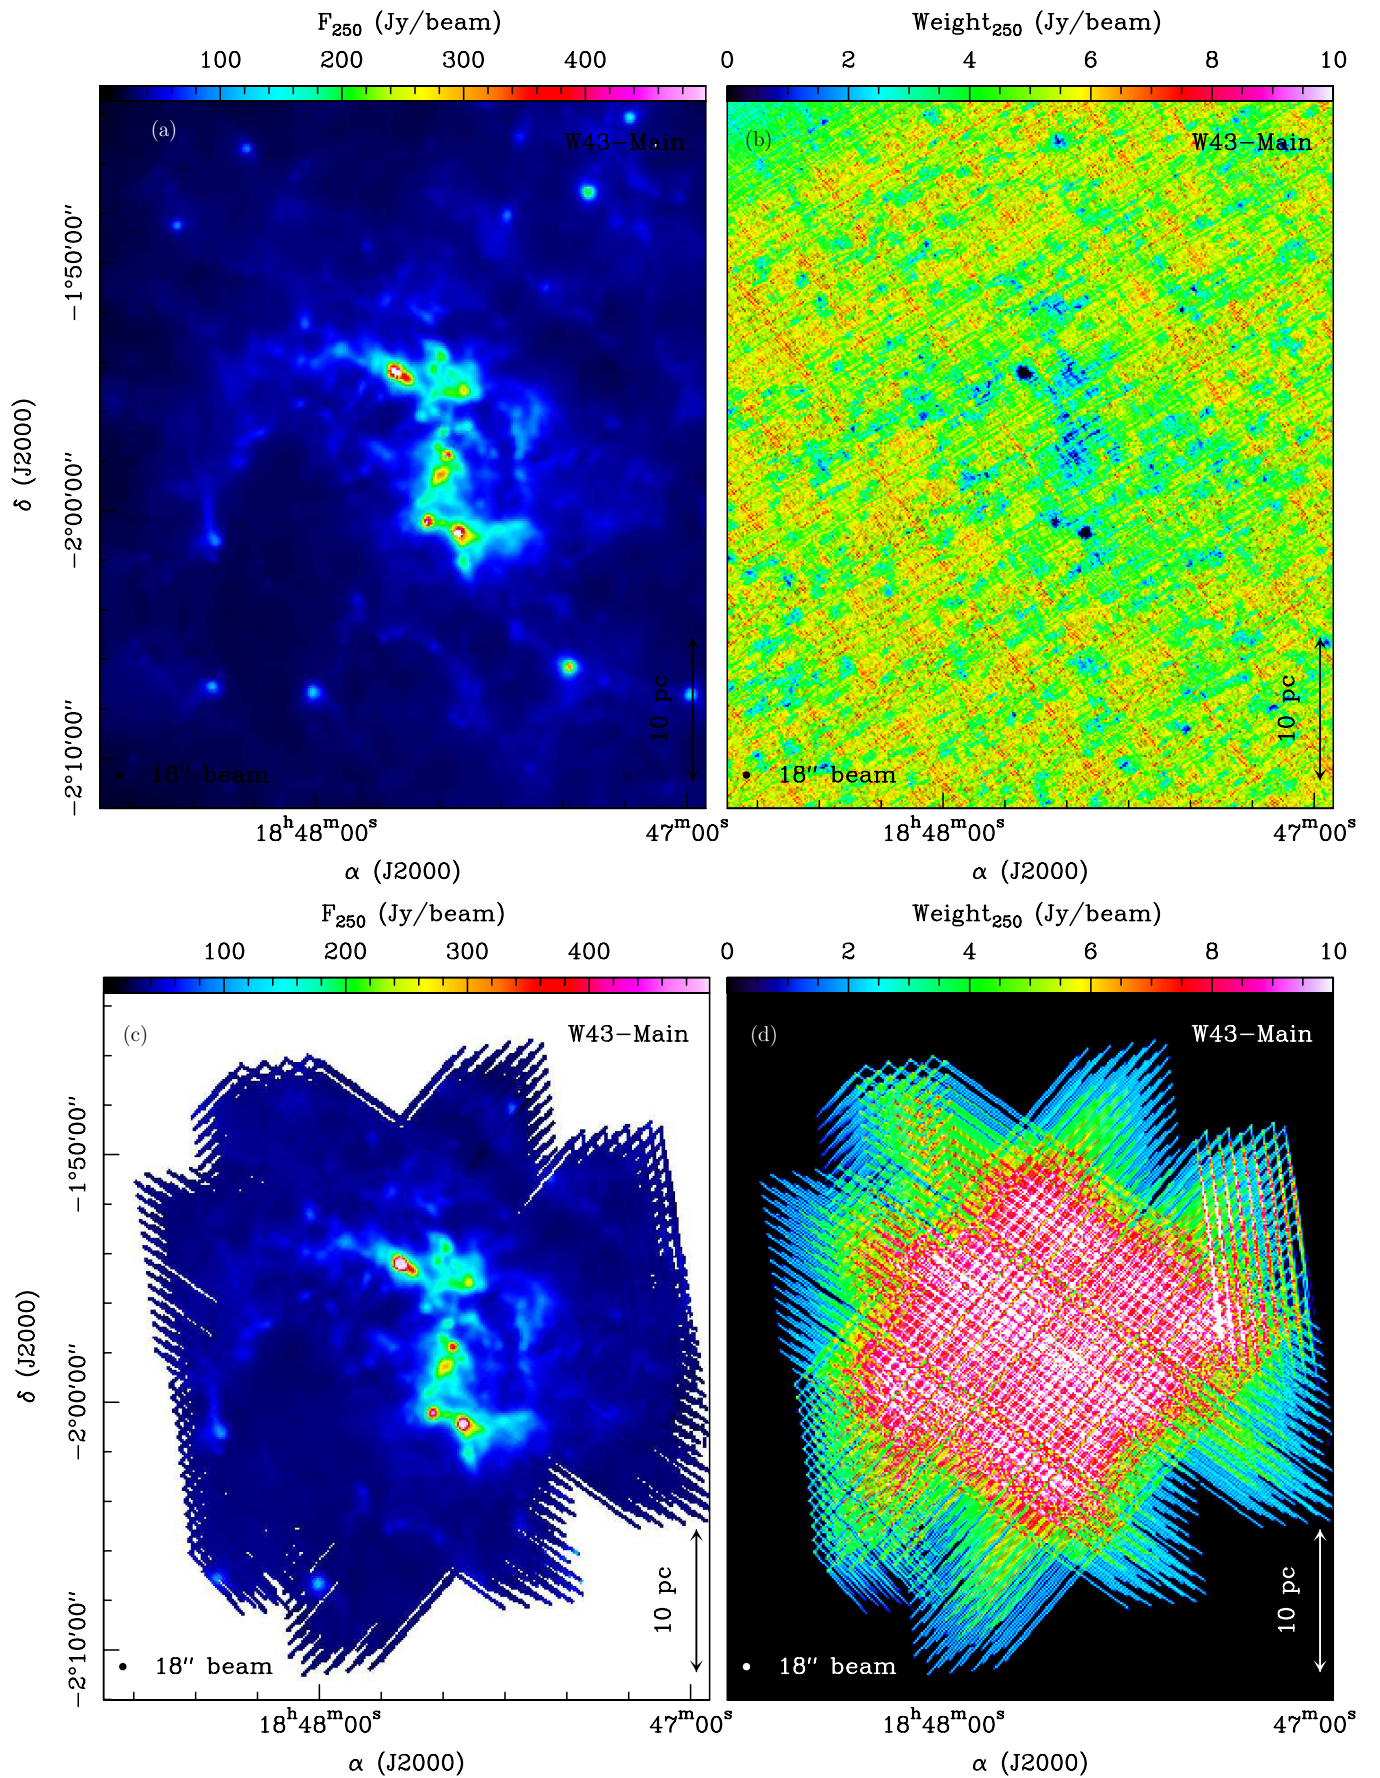 F250 (Jy/beam)
100 200 300 400
(a)
W43-Main
δ (J2000)
-1°50′00″
-2°00′00″
-2°10′00″
10 pc
18″ beam
18h48m00s 47m00s
α (J2000)
Weight250 (Jy/beam)
0 2 4 6 8 10
(b)
W43-Main
10 pc
18″ beam
18h48m00s 47m00s
α (J2000)
F250 (Jy/beam)
100 200 300 400
(c)
W43-Main
δ (J2000)
-1°50′00″
-2°00′00″
-2°10′00″
10 pc
18″ beam
18h48m00s 47m00s
α (J2000)
Weight250 (Jy/beam)
0 2 4 6 8 10
(d)
W43-Main
10 pc
18″ beam
18h48m00s 47m00s
α (J2000)